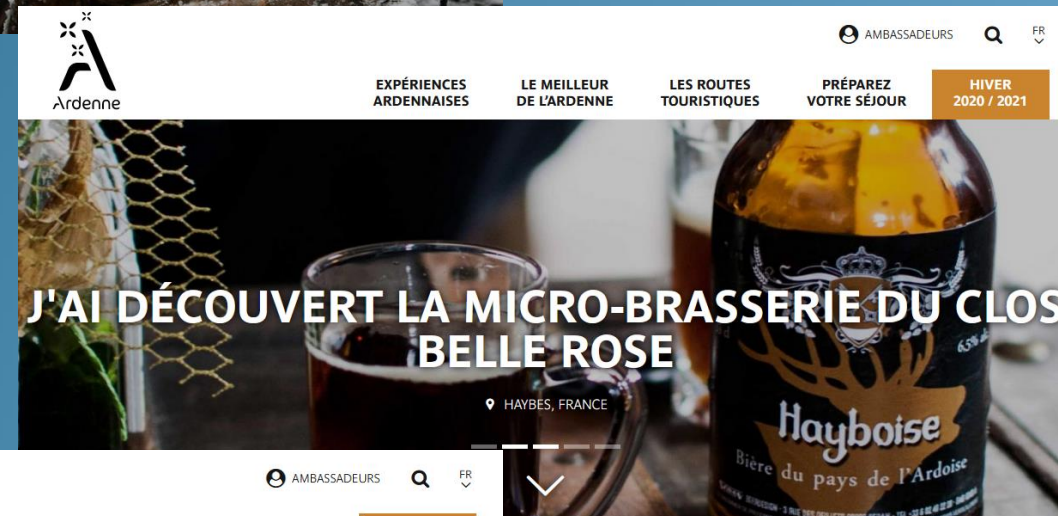 AMBASSADEURS
FR
Ardenne
EXPÉRIENCES
ARDENNAISES
LE MEILLEUR
DE L'ARDENNE
LES ROUTES
TOURISTIQUES
PRÉPAREZ
VOTRE SÉJOUR
HIVER
2020 / 2021
J'AI DÉCOUVERT LA MICRO-BRASSERIE DU CLOS
BELLE ROSE
HAYBES, FRANCE
6,5%
Hayboise
Bière du pays de l'Ardoise
AMBASSADEURS
FR